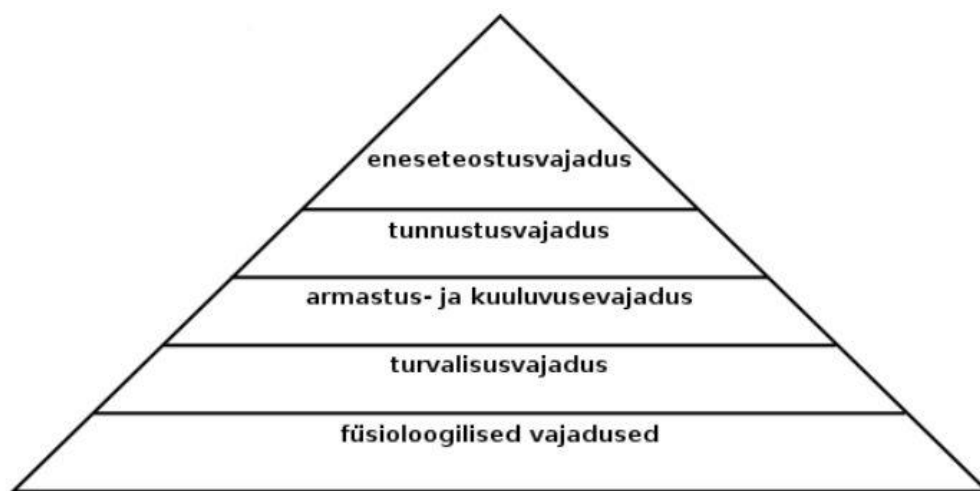 eneseteostusvajadus
tunnustusvajadus
armastus- ja kuuluvusevajadus
turvalisusvajadus
füsioloogilised vajadused